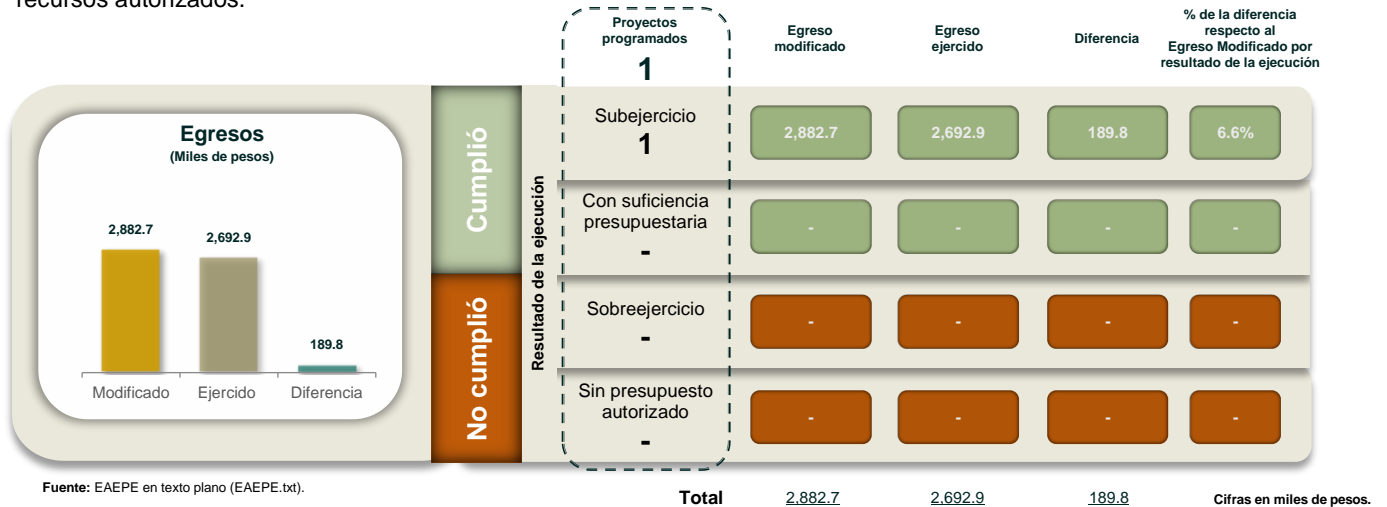 recursos autorizados.
Proyectos
programados
1
Egreso
modificado
Egreso
ejercido
Diferencia
% de la diferencia
respecto al
Egreso Modificado por
resultado de la ejecución
Egresos
(Miles de pesos)
2,882.7
2,692.9
189.8
Modificado
Ejercido
Diferencia
Cumplió
No cumplió
Resultado de la ejecución
Subejercicio
1
2,882.7
2,692.9
189.8
6.6%
Con suficiencia
presupuestaria
-
-
-
-
-
Sobreejercicio
-
-
-
-
-
Sin presupuesto
autorizado
-
-
-
-
-
Fuente: EAEPE en texto plano (EAEPE.txt).
Total
2,882.7
2,692.9
189.8
Cifras en miles de pesos.